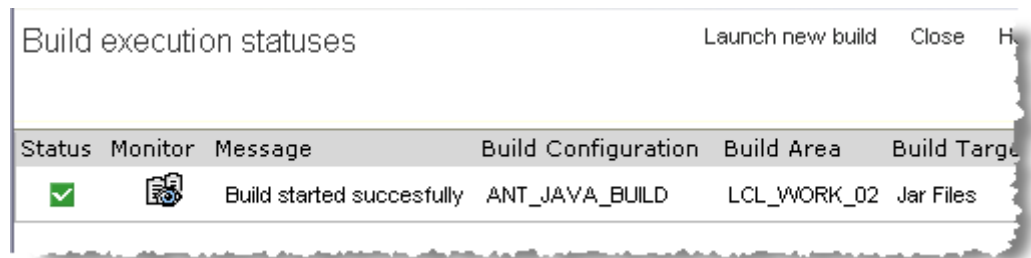 Build execution statuses Launch new build Close
Status Monitor Message Build Configuration Build Area Build
Build started succesfully ANT_JAVA_BUILD LCL_WORK_02 Jar Files